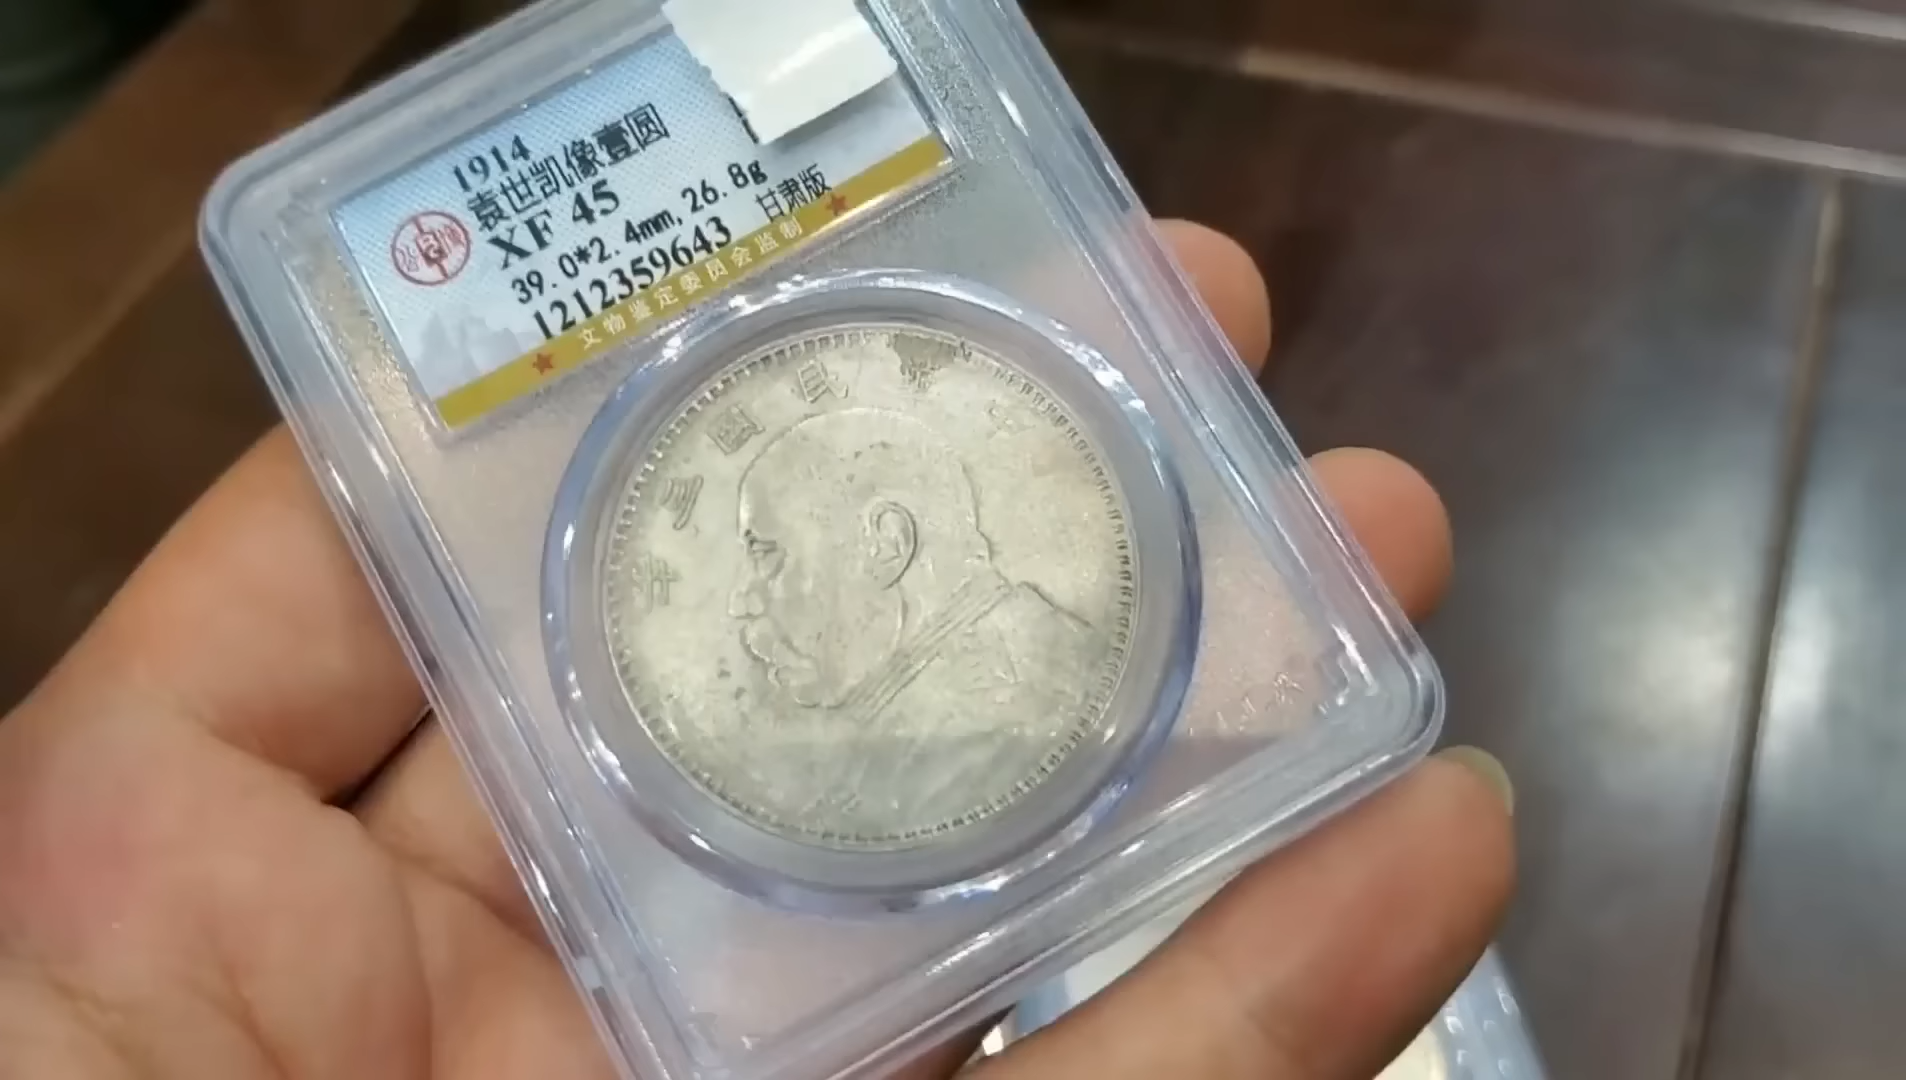 1914
袁世凯像壹圆
XF 45
39.0*2.4mm, 26.8g
甘肃版
1212359643
★ 文物鉴定委员会监制 ★
年三國民華中